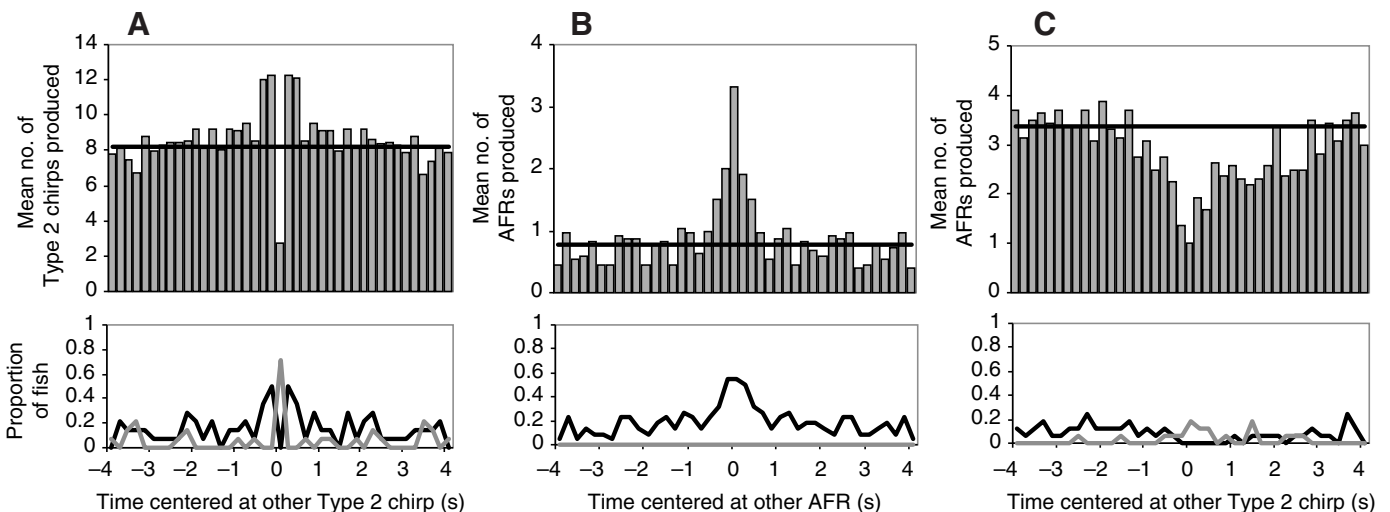 A
B
C
Mean no. of
Type 2 chirps produced
14
12
10
8
6
4
2
0
Mean no. of
AFRs produced
4
3
2
1
0
Mean no. of
AFRs produced
5
4
3
2
1
0
Proportion
of fish
1
0.8
0.6
0.4
0.2
0
–4 –3 –2 –1 0 1 2 3 4
Time centered at other Type 2 chirp (s)
1
0.8
0.6
0.4
0.2
0
–4 –3 –2 –1 0 1 2 3 4
Time centered at other AFR (s)
1
0.8
0.6
0.4
0.2
0
–4 –3 –2 –1 0 1 2 3 4
Time centered at other Type 2 chirp (s)